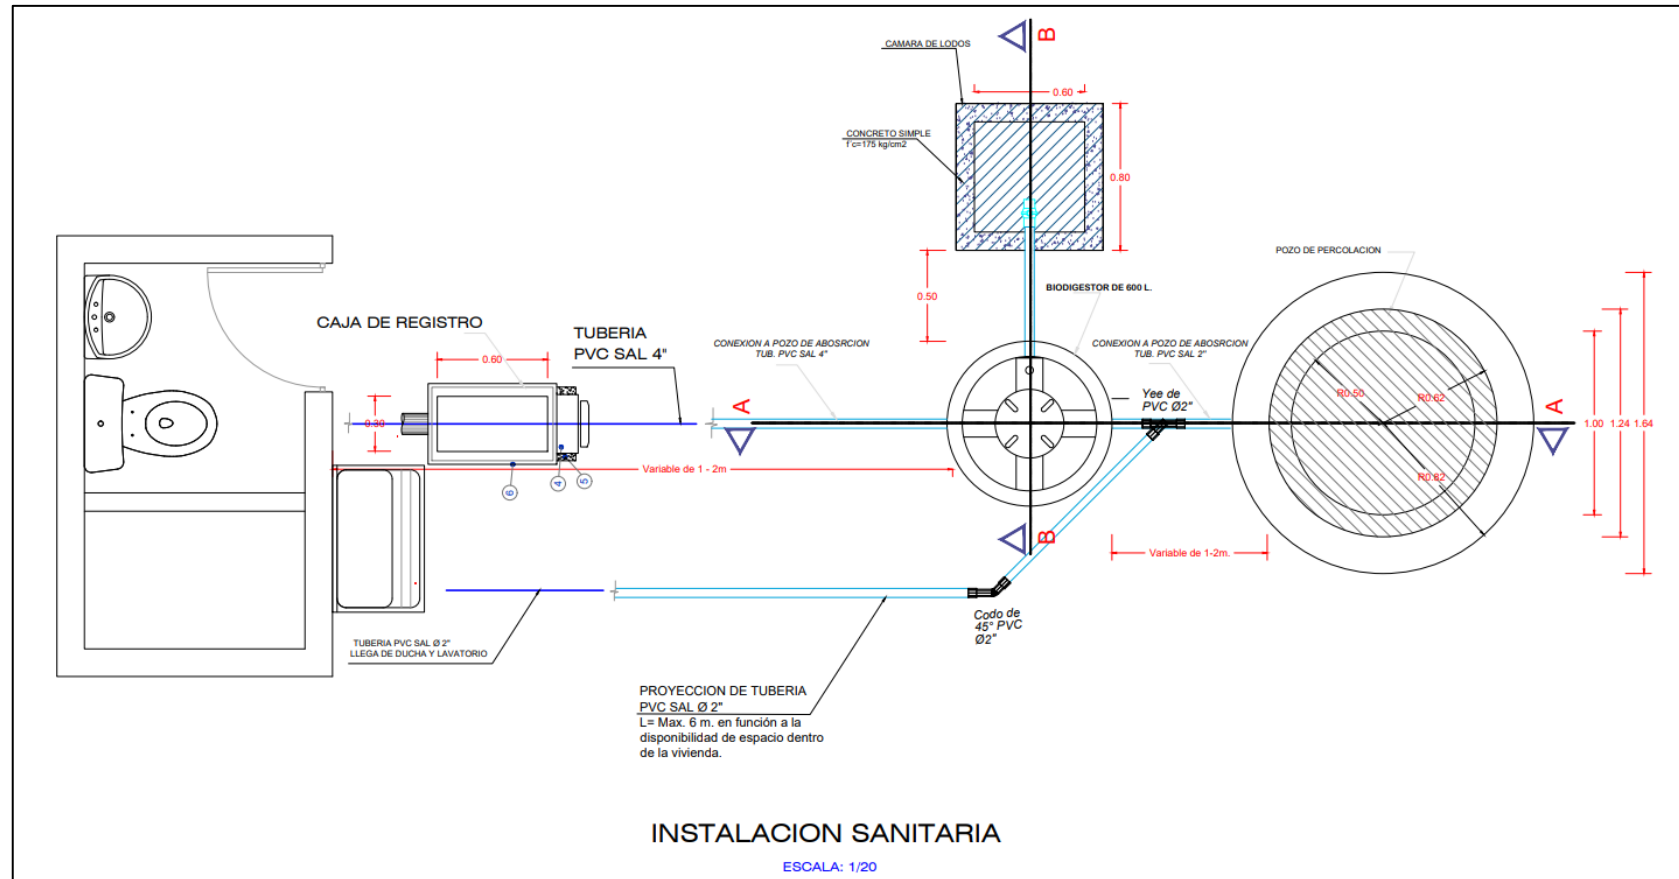 B
CAMARA DE LODOS
0.60
CONCRETO SIMPLE
f'c=175 kg/cm2
0.80
POZO DE PERCOLACION
BIODIGESTOR DE 600 L.
0.50
CAJA DE REGISTRO
TUBERIA
PVC SAL 4"
CONEXION A POZO DE ABOSRCION
TUB. PVC SAL 4"
CONEXION A POZO DE ABOSRCION
TUB. PVC SAL 2"
0.60
0.30
A
Yee de
PVC Ø2"
R0.50
R0.62
A
1.00
1.24
1.64
Variable de 1 - 2m
R0.82
6
4
5
B
Variable de 1-2m.
Codo de
45° PVC
Ø2"
TUBERIA PVC SAL Ø 2"
LLEGA DE DUCHA Y LAVATORIO
PROYECCION DE TUBERIA
PVC SAL Ø 2"
L= Max. 6 m. en función a la
disponibilidad de espacio dentro
de la vivienda.
INSTALACION SANITARIA
ESCALA: 1/20